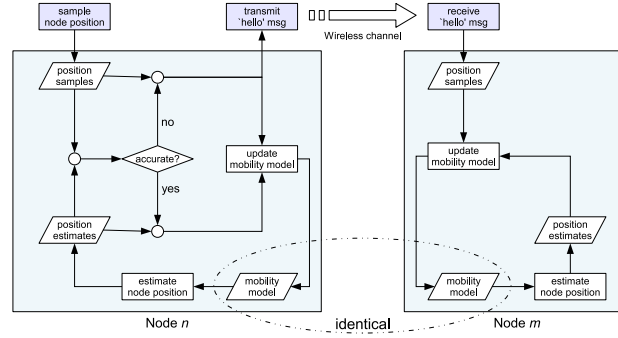 sample
node position
transmit
`hello' msg
Wireless channel
receive
`hello' msg
position
samples
no
accurate?
yes
update
mobility model
position
estimates
estimate
node position
mobility
model
Node n
identical
position
samples
update
mobility model
position
estimates
mobility
model
estimate
node position
Node m